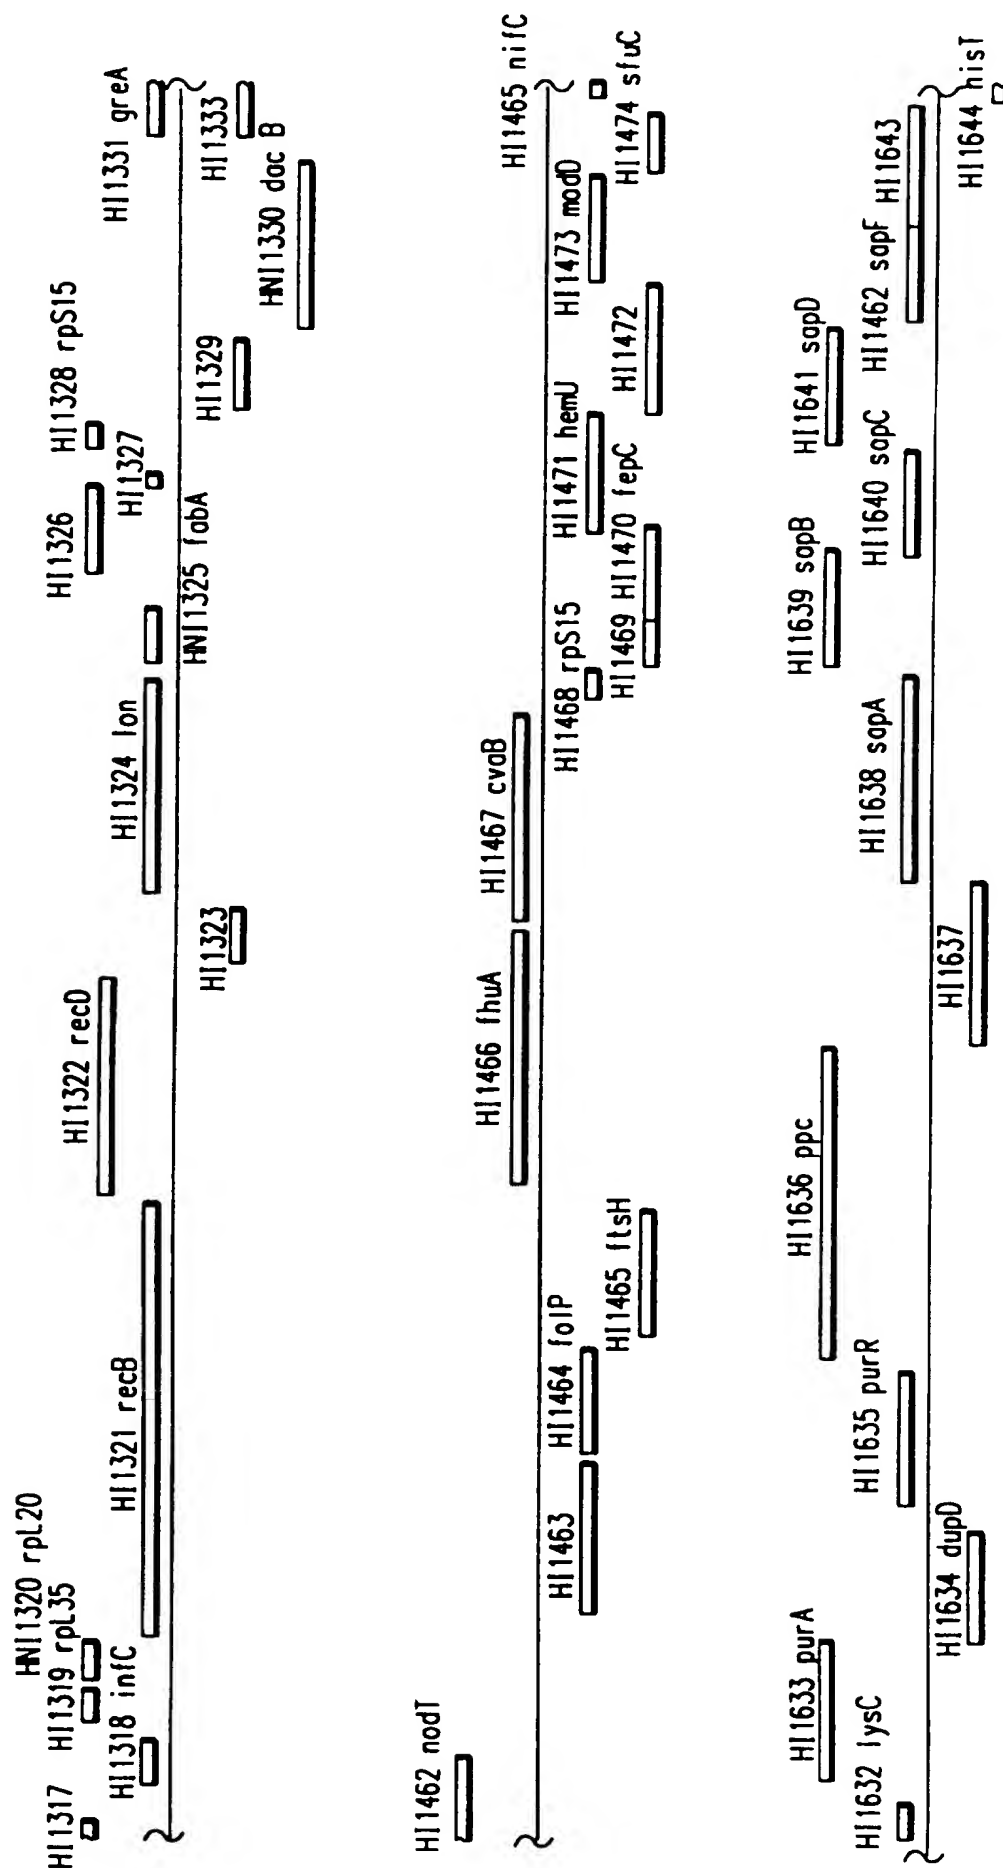 HI1317
HI1318 infC
HI1319 rpL35
HNI1320 rpL20
HI1321 recB
HI1322 recD
HI1323
HI1324 lon
HNI1325 fabA
HI1326
HI1327
HI1328 rpS15
HI1329
HNI1330 dac B
HI1331 greA
HI1333
HI1462 nodT
HI1463
HI1464 folP
HI1465 ftsH
HI1466 fhuA
HI1467 cvaB
HI1468 rpS15
HI1469
HI1470 fepC
HI1471 hemU
HI1472
HI1473 modD
HI1474 sfuC
HI1465 nifC
HI1632 lysC
HI1633 purA
HI1634 dupD
HI1635 purR
HI1636 ppc
HI1637
HI1638 sapA
HI1639 sapB
HI1640 sapC
HI1641 sapD
HI1462 sapF
HI1643
HI1644 hisT